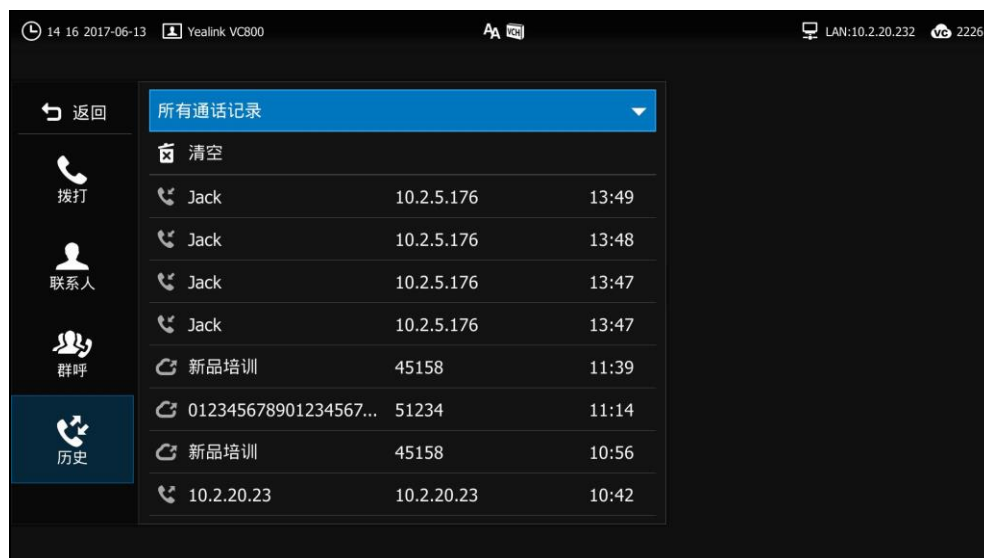 14 16 2017-06-13 Yealink VC800 AA VCH LAN:10.2.20.232 VC 2226
返回
所有通话记录
清空
拨打
Jack 10.2.5.176 13:49
Jack 10.2.5.176 13:48
联系人
Jack 10.2.5.176 13:47
Jack 10.2.5.176 13:47
群呼
新品培训 45158 11:39
012345678901234567... 51234 11:14
历史
新品培训 45158 10:56
10.2.20.23 10.2.20.23 10:42